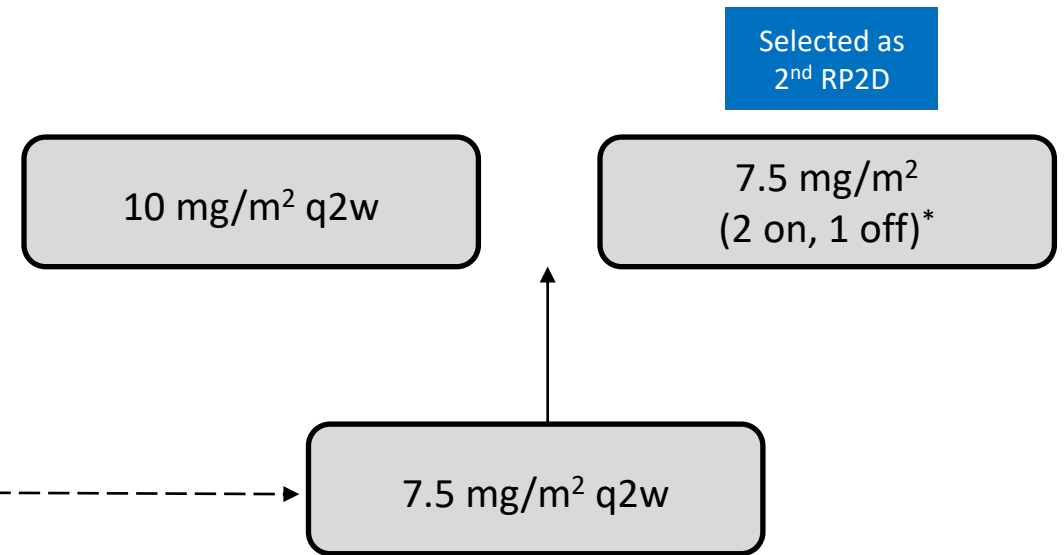 Selected as
2nd RP2D
10 mg/m2 q2w
7.5 mg/m2
(2 on, 1 off)*
7.5 mg/m2 q2w